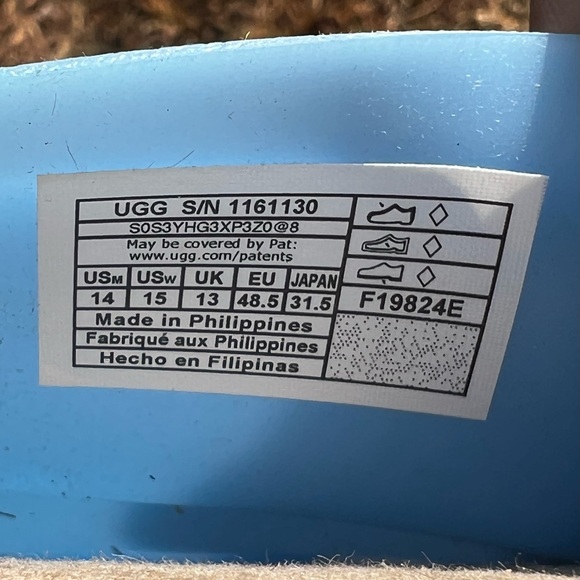 UGG S/N 1161130
S0S3YHG3XP3Z0@8
May be covered by Pat:
www.ugg.com/patents
USM USW UK EU JAPAN
14 15 13 48.5 31.5
F19824E
Made in Philippines
Fabriqué aux Philippines
Hecho en Filipinas